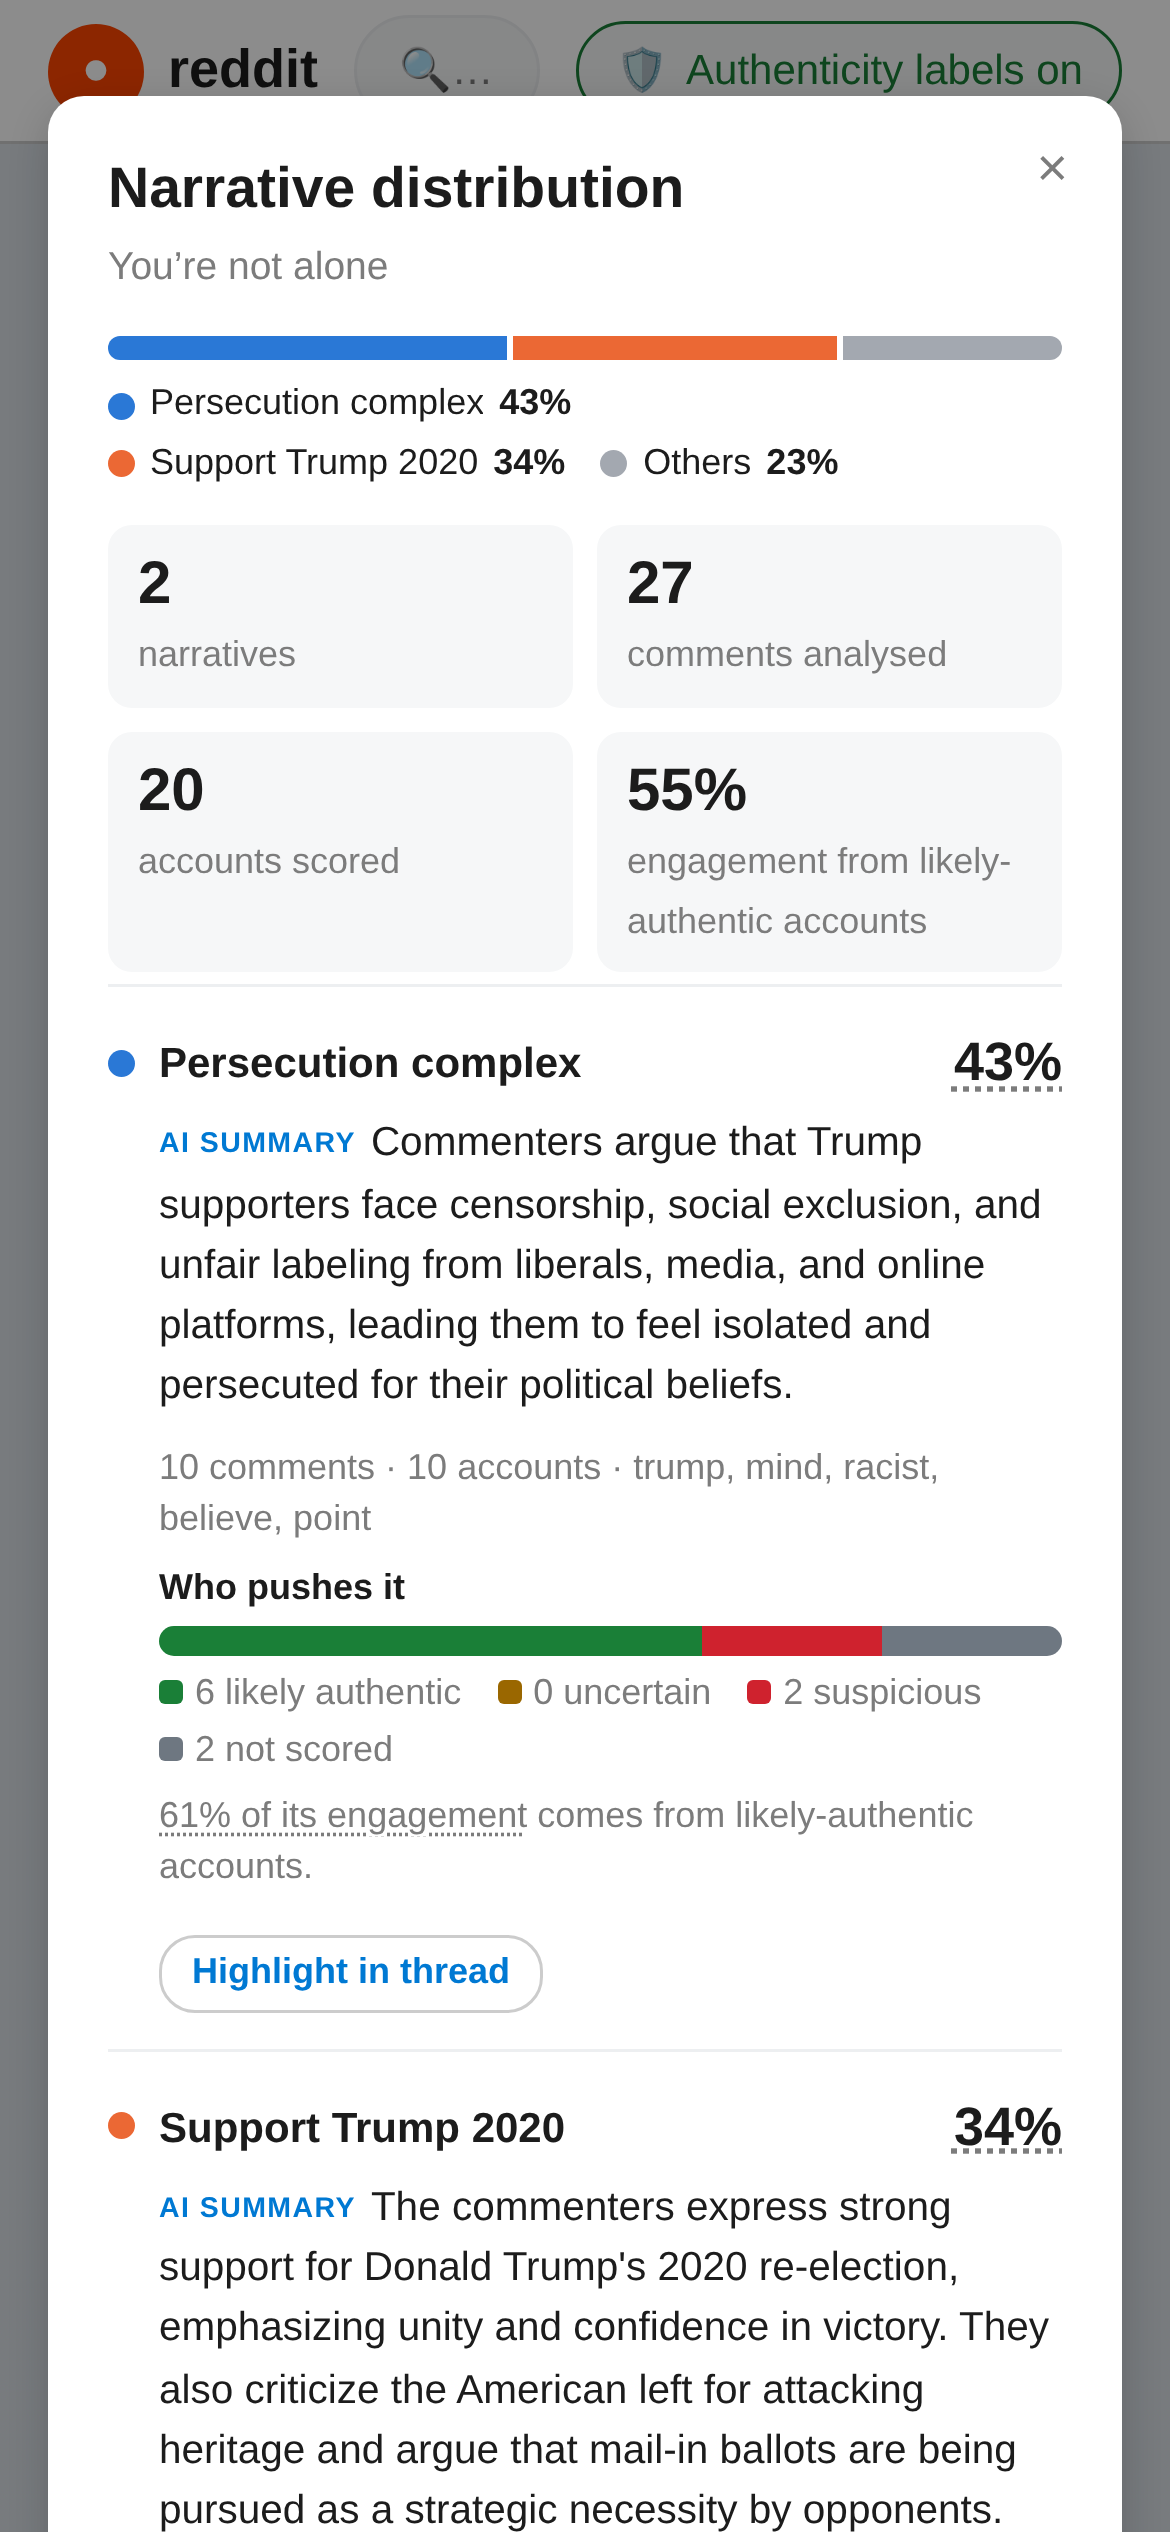 reddit
...
Authenticity labels on
Narrative distribution
×
You’re not alone
Persecution complex 43%
Support Trump 2020 34% Others 23%
2
narratives
27
comments analysed
20
accounts scored
55%
engagement from likely-
authentic accounts
Persecution complex 43%
AI SUMMARY Commenters argue that Trump
supporters face censorship, social exclusion, and
unfair labeling from liberals, media, and online
platforms, leading them to feel isolated and
persecuted for their political beliefs.
10 comments · 10 accounts · trump, mind, racist,
believe, point
Who pushes it
6 likely authentic 0 uncertain 2 suspicious
2 not scored
61% of its engagement comes from likely-authentic
accounts.
Highlight in thread
Support Trump 2020 34%
AI SUMMARY The commenters express strong
support for Donald Trump's 2020 re-election,
emphasizing unity and confidence in victory. They
also criticize the American left for attacking
heritage and argue that mail-in ballots are being
pursued as a strategic necessity by opponents.